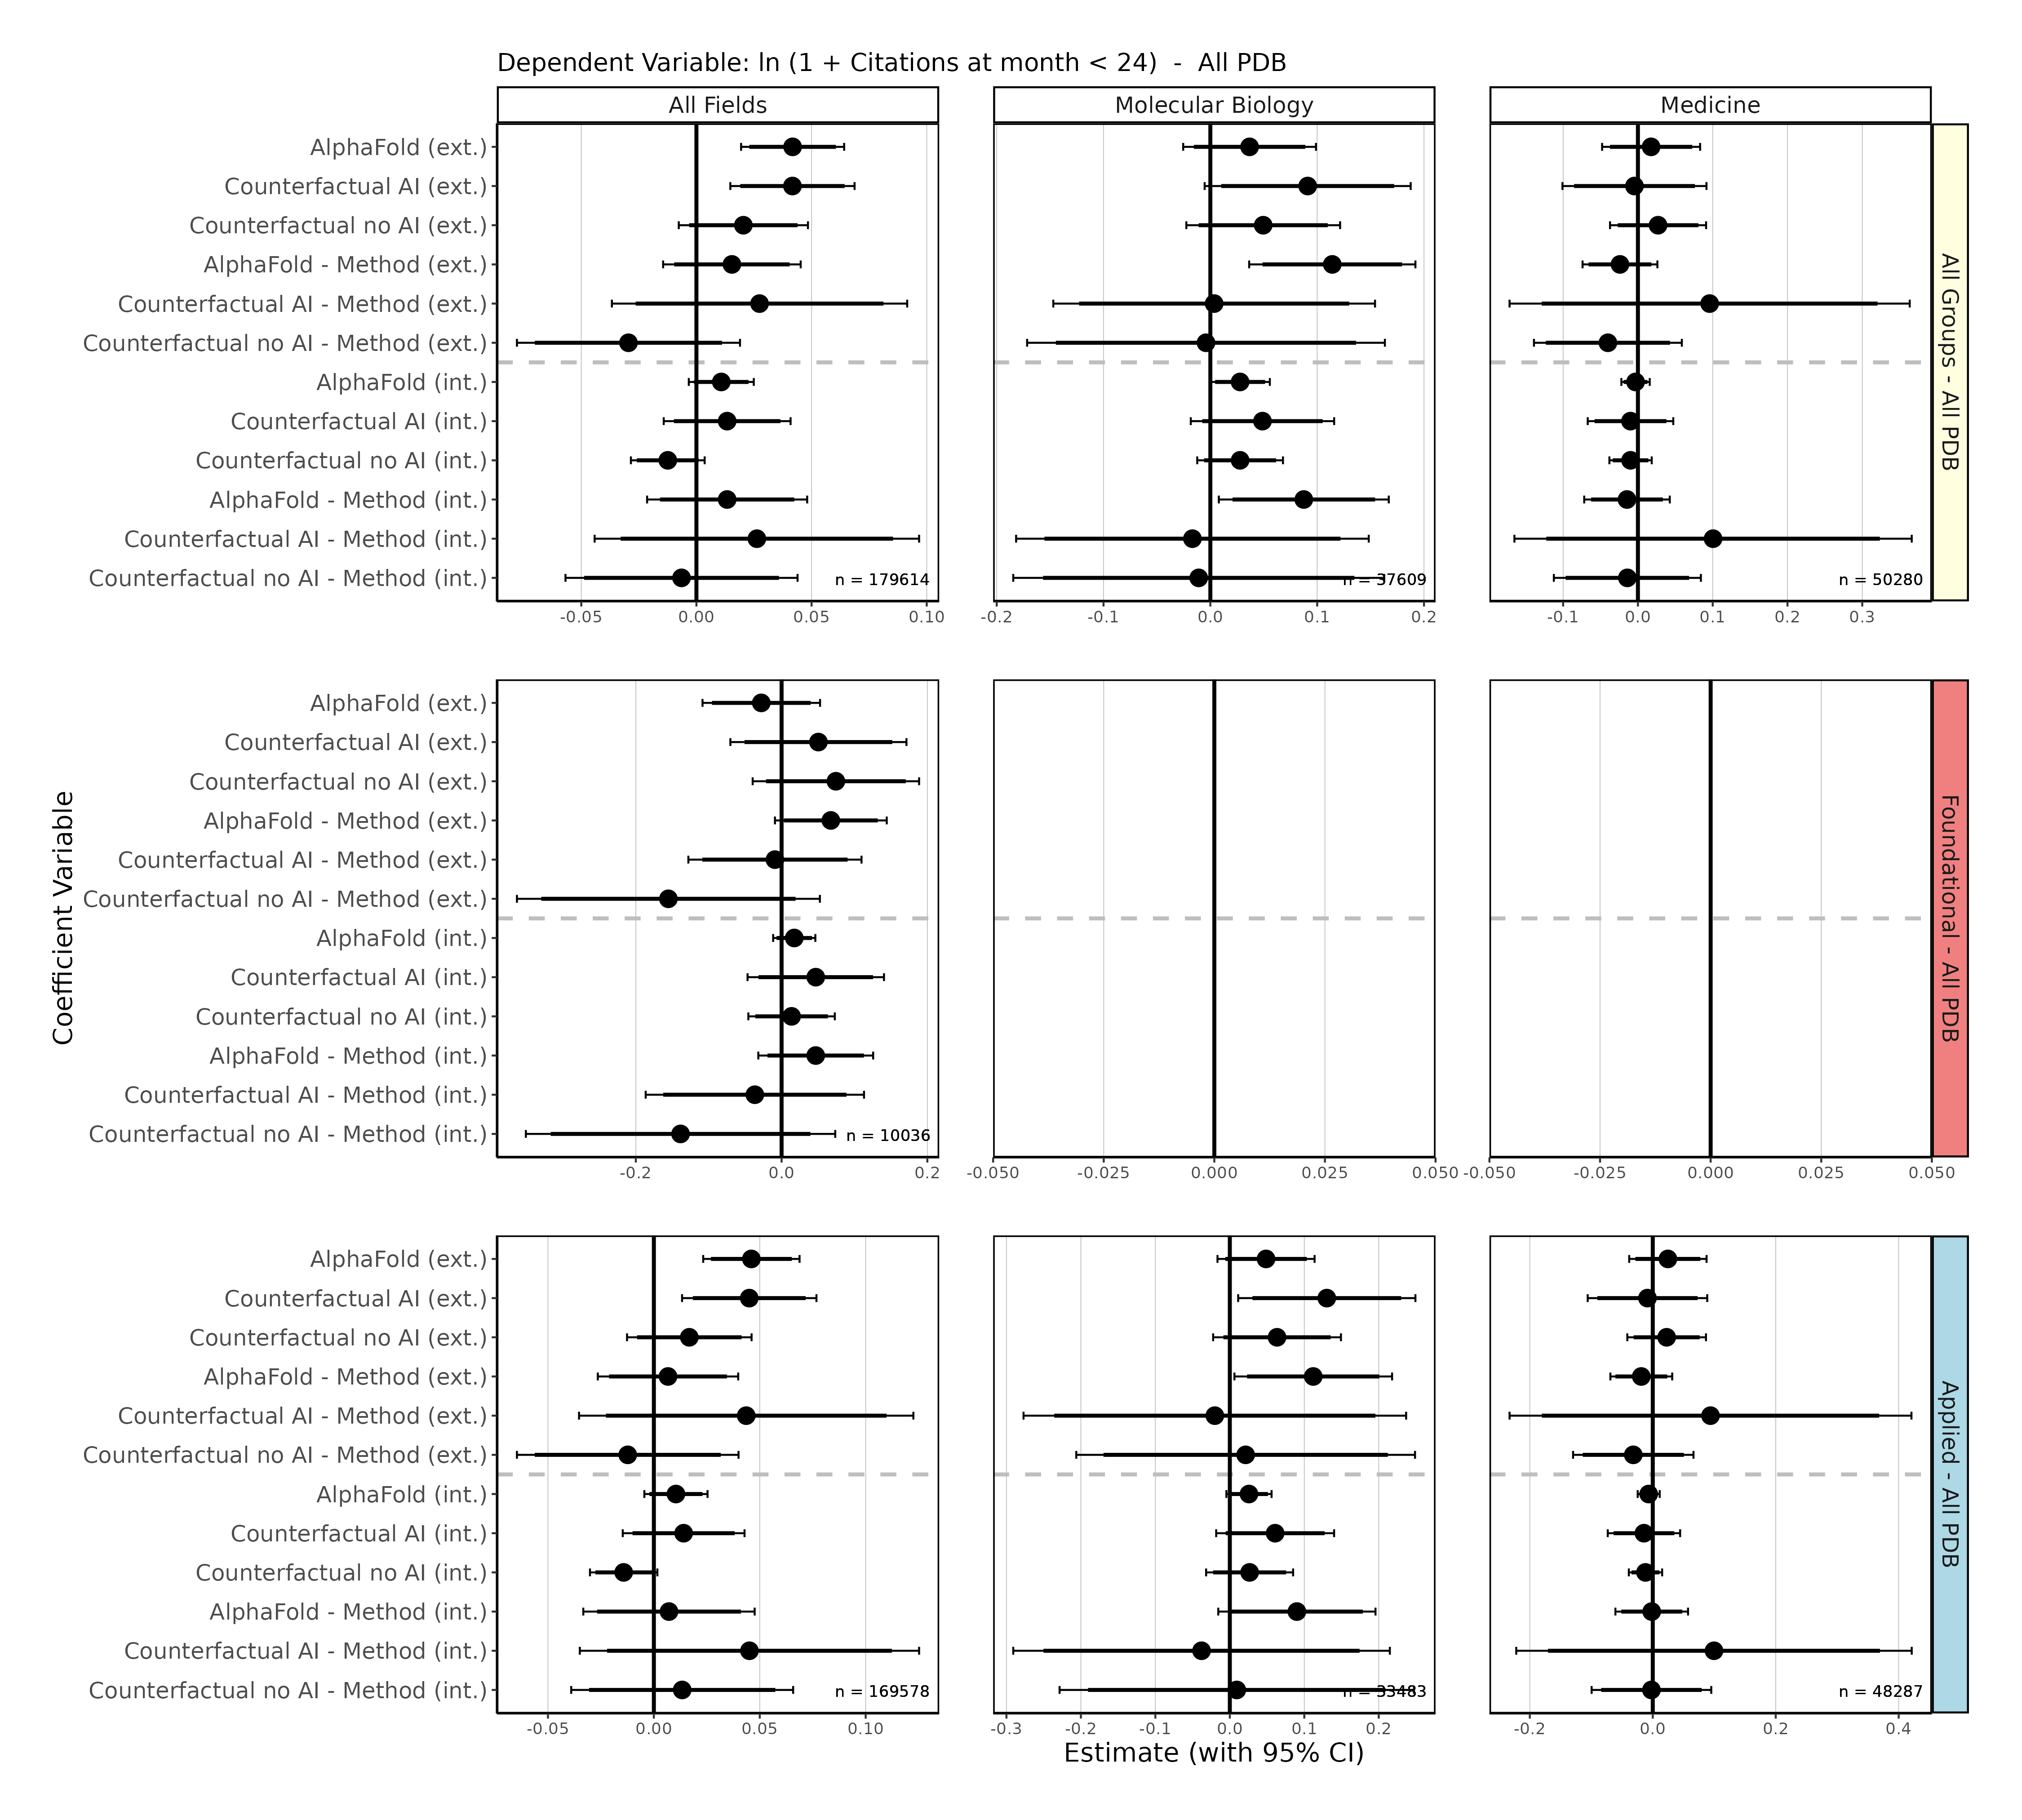 Dependent Variable: ln (1 + Citations at month < 24)  -  All PDB
All Fields
Molecular Biology
Medicine
AlphaFold (ext.)
Counterfactual AI (ext.)
Counterfactual no AI (ext.)
AlphaFold - Method (ext.)
Counterfactual AI - Method (ext.)
Counterfactual no AI - Method (ext.)
AlphaFold (int.)
Counterfactual AI (int.)
Counterfactual no AI (int.)
AlphaFold - Method (int.)
Counterfactual AI - Method (int.)
Counterfactual no AI - Method (int.)
n = 179614
n = 37609
n = 50280
-0.05 0.00 0.05 0.10
-0.2 -0.1 0.0 0.1 0.2
-0.1 0.0 0.1 0.2 0.3
All Groups - All PDB
Coefficient Variable
AlphaFold (ext.)
Counterfactual AI (ext.)
Counterfactual no AI (ext.)
AlphaFold - Method (ext.)
Counterfactual AI - Method (ext.)
Counterfactual no AI - Method (ext.)
AlphaFold (int.)
Counterfactual AI (int.)
Counterfactual no AI (int.)
AlphaFold - Method (int.)
Counterfactual AI - Method (int.)
Counterfactual no AI - Method (int.)
n = 10036
-0.2 0.0 0.2
-0.050 -0.025 0.000 0.025 0.050
-0.050 -0.025 0.000 0.025 0.050
Foundational - All PDB
AlphaFold (ext.)
Counterfactual AI (ext.)
Counterfactual no AI (ext.)
AlphaFold - Method (ext.)
Counterfactual AI - Method (ext.)
Counterfactual no AI - Method (ext.)
AlphaFold (int.)
Counterfactual AI (int.)
Counterfactual no AI (int.)
AlphaFold - Method (int.)
Counterfactual AI - Method (int.)
Counterfactual no AI - Method (int.)
n = 169578
n = 33483
n = 48287
-0.05 0.00 0.05 0.10
-0.3 -0.2 -0.1 0.0 0.1 0.2
-0.2 0.0 0.2 0.4
Applied - All PDB
Estimate (with 95% CI)